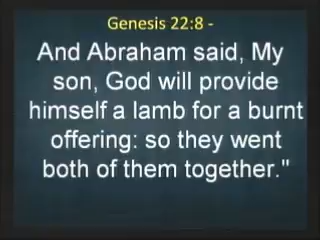 Genesis 22:8 -
And Abraham said, My
son, God will provide
himself a lamb for a burnt
offering: so they went
both of them together."